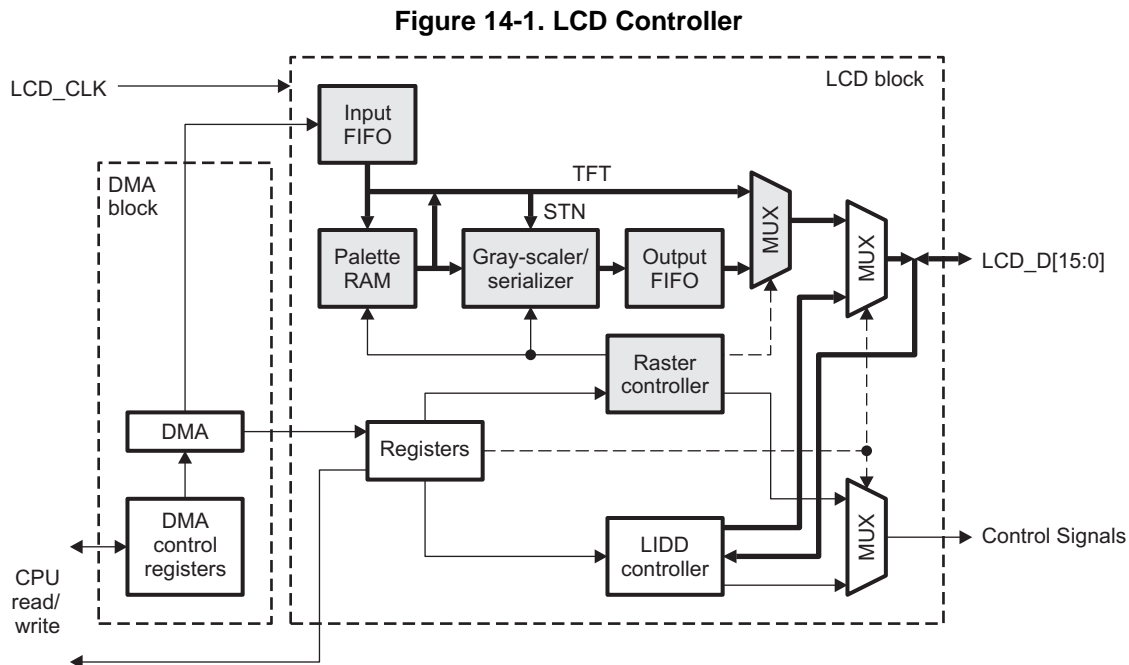 Figure 14-1. LCD Controller
LCD_CLK
LCD block
Input
FIFO
DMA
block
TFT
STN
Palette
RAM
Gray-scaler/
serializer
Output
FIFO
MUX
MUX
LCD_D[15:0]
Raster
controller
DMA
Registers
DMA
control
registers
LIDD
controller
MUX
Control Signals
CPU
read/
write